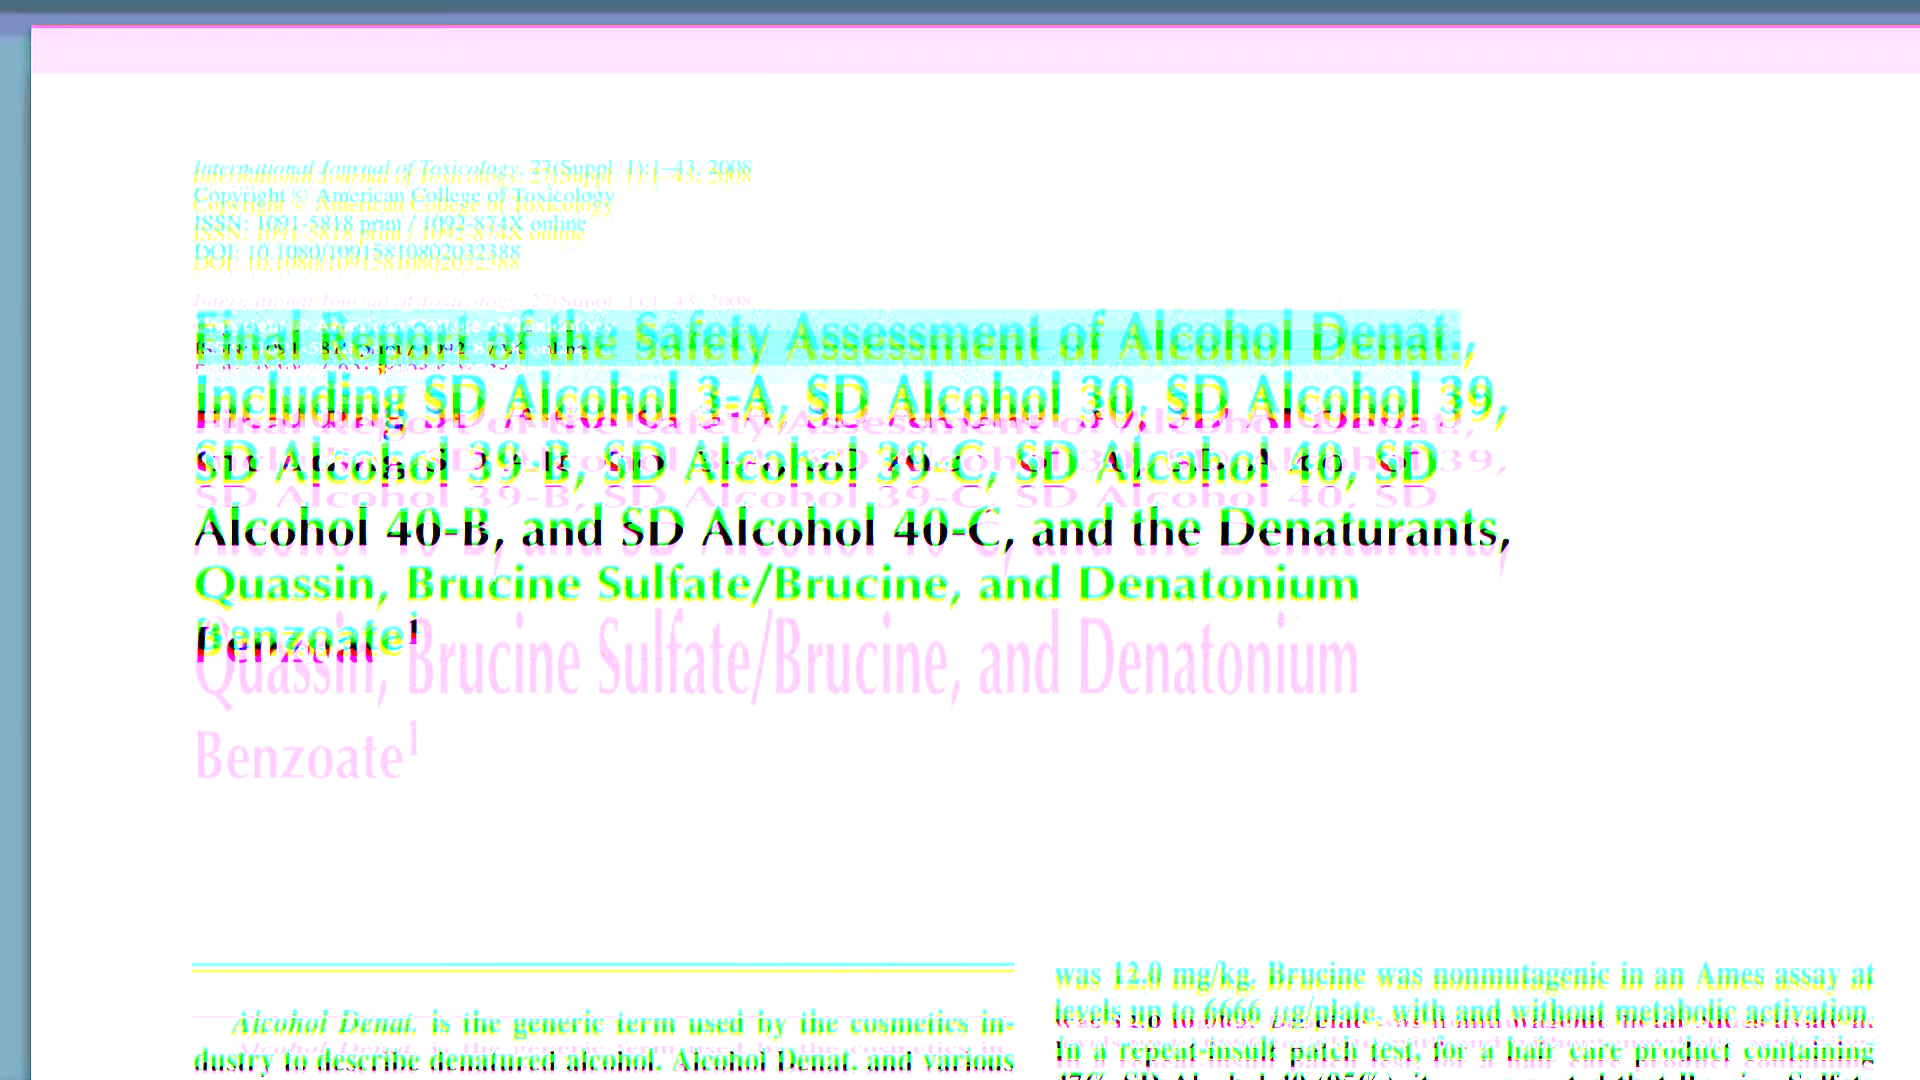 International Journal of Toxicology, 27(Suppl. 1):1–43, 2008
Copyright © American College of Toxicology
ISSN: 1091-5818 print / 1092-874X online
DOI: 10.1080/10915810802032388
Final Report of the Safety Assessment of Alcohol Denat.,
Including SD Alcohol 3-A, SD Alcohol 30, SD Alcohol 39,
SD Alcohol 39-B, SD Alcohol 39-C, SD Alcohol 40, SD
Alcohol 40-B, and SD Alcohol 40-C, and the Denaturants,
Quassin, Brucine Sulfate/Brucine, and Denatonium
Benzoate¹
Alcohol Denat. is the generic term used by the cosmetics in-
dustry to describe denatured alcohol. Alcohol Denat. and various
was 12.0 mg/kg. Brucine was nonmutagenic in an Ames assay at
levels up to 6666 μg/plate, with and without metabolic activation.
In a repeat-insult patch test, for a hair care product containing